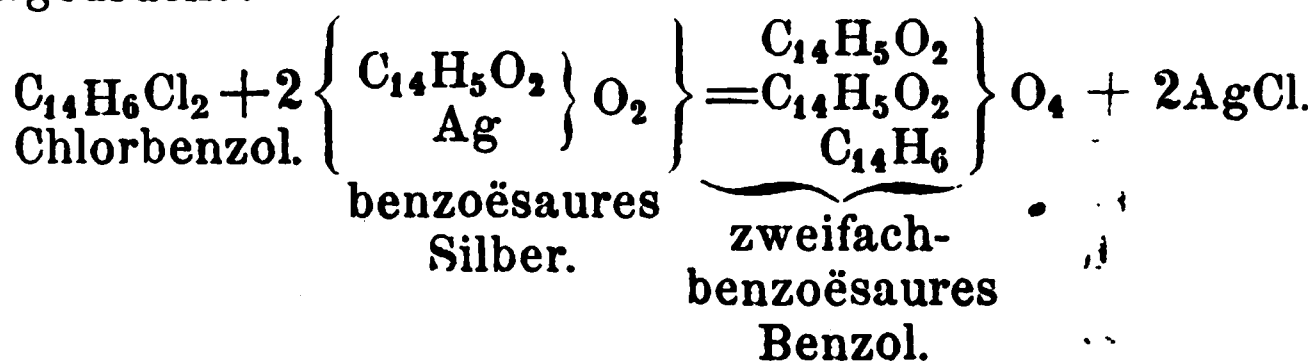 C₁₄H₅O₂
C₁₄H₆Cl₂ + 2 { C₁₄H₅O₂ Ag } O₂ } = C₁₄H₅O₂ } O₄ + 2AgCl.
C₁₄H₆
Chlorbenzol.
benzoësaures
Silber.
zweifach-
benzoësaures
Benzol.